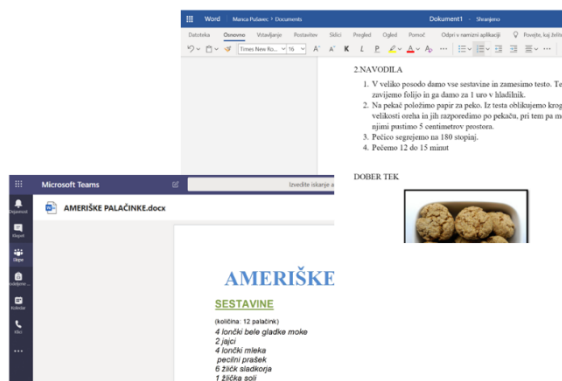 Word Manca Pušavec > Documents Dokument1 - Shranjeno
Datoteka Osnovno Vstavljanje Postavitev Sklici Pregled Ogled Pomoč Odpri v namizni aplikaciji Povejte, kaj želite
Times New Ro... 16 A A K L P A
2.NAVODILA
1. V veliko posodo damo vse sestavine in zamesimo testo. Te
zavijemo folijo in ga damo za 1 uro v hladilnik.
2. Na pekač položimo papir za peko. Iz testa oblikujemo krog
velikosti oreha in jih razporedimo po pekaču, pri tem pa m
njimi pustimo 5 centimetrov prostora.
3. Pečico segrejemo na 180 stopinj.
4. Pečemo 12 do 15 minut
DOBER TEK
Microsoft Teams
Vnesite iskanje a
AMERIŠKE PALAČINKE.docx
AMERIŠKE
SESTAVINE
(količina: 12 palačink)
4 lončki bele gladke moke
2 jajci
4 lončki mleka
pecilni prašek
6 žličk sladkorja
1 žlička soli